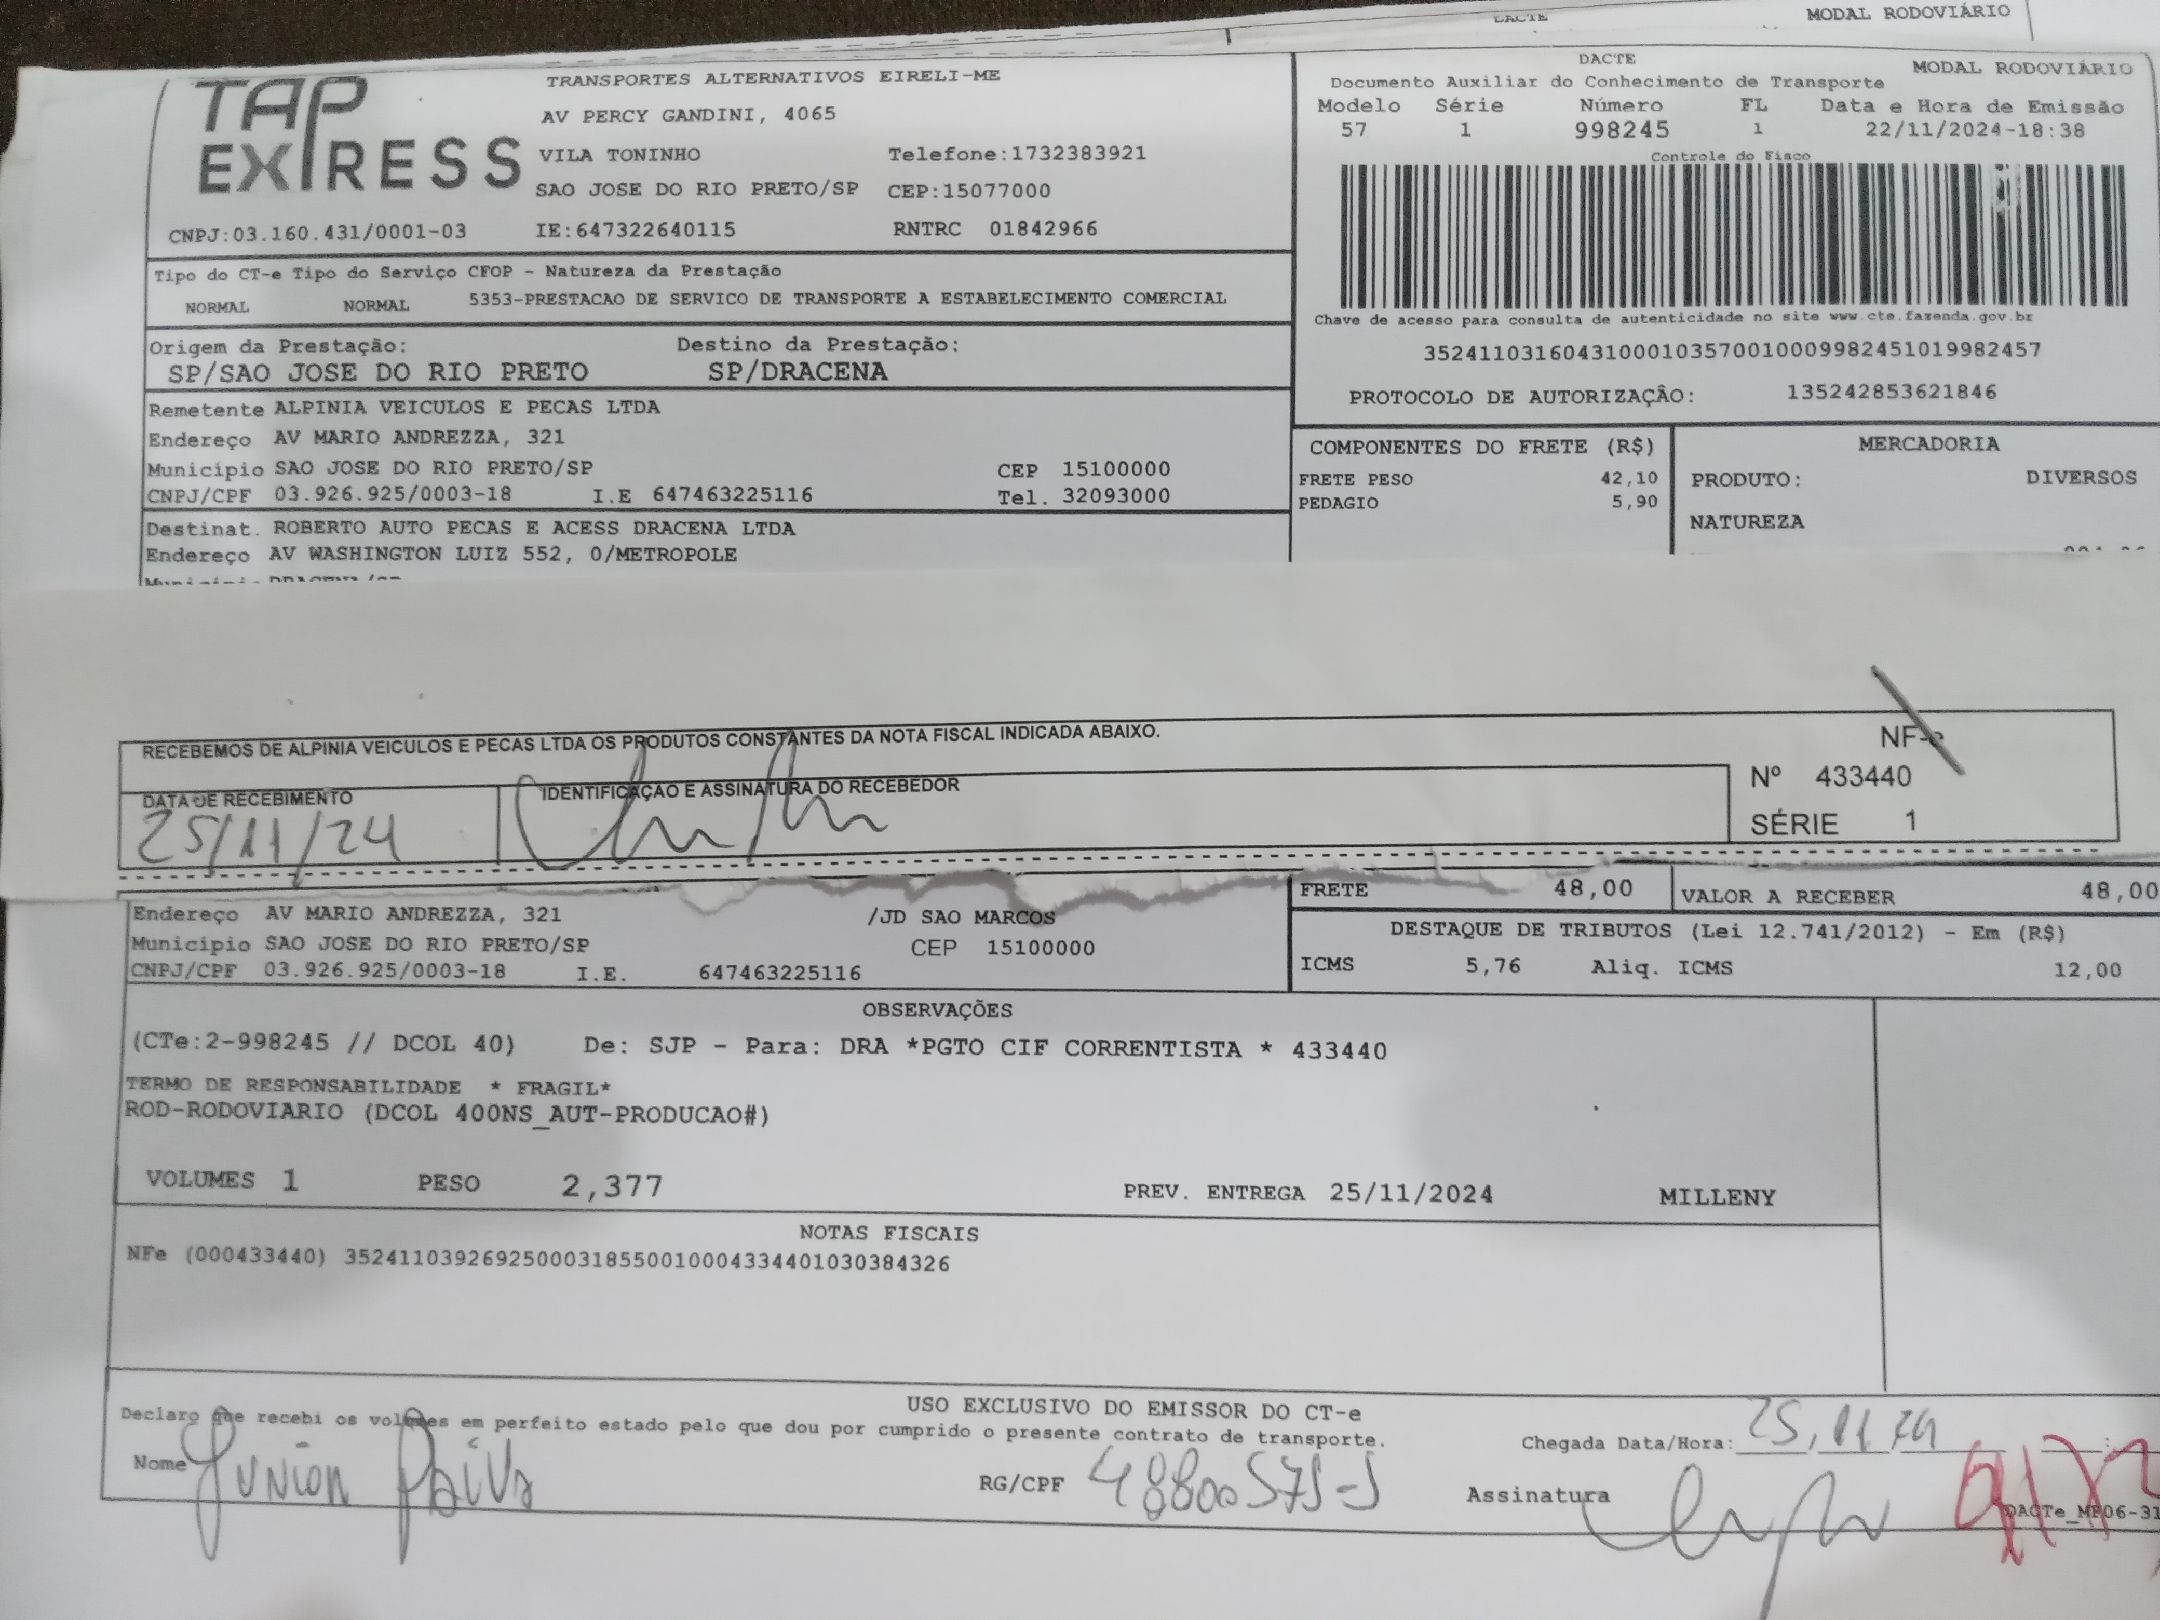 DACTE MODAL RODOVIÁRIO
TAP EXPRESS
TRANSPORTES ALTERNATIVOS EIRELI-ME
AV PERCY GANDINI, 4065
VILA TONINHO Telefone:1732383921
SAO JOSE DO RIO PRETO/SP CEP:15077000
CNPJ:03.160.431/0001-03 IE:647322640115 RNTRC 01842966
DACTE MODAL RODOVIÁRIO
Documento Auxiliar do Conhecimento de Transporte
Modelo Série Número FL Data e Hora de Emissão
57 1 998245 1 22/11/2024-18:38
Controle do Fisco
Chave de acesso para consulta de autenticidade no site www.cte.fazenda.gov.br
35241103160431000103570010009982451019982457
PROTOCOLO DE AUTORIZAÇÂO: 135242853621846
Tipo do CT-e Tipo do Serviço CFOP - Natureza da Prestação
NORMAL NORMAL 5353-PRESTACAO DE SERVICO DE TRANSPORTE A ESTABELECIMENTO COMERCIAL
Origem da Prestação: Destino da Prestação:
SP/SAO JOSE DO RIO PRETO SP/DRACENA
Remetente ALPINIA VEICULOS E PECAS LTDA
Endereço AV MARIO ANDREZZA, 321
Município SAO JOSE DO RIO PRETO/SP CEP 15100000
CNPJ/CPF 03.926.925/0003-18 I.E 647463225116 Tel. 32093000
Destinat. ROBERTO AUTO PECAS E ACESS DRACENA LTDA
Endereço AV WASHINGTON LUIZ 552, 0/METROPOLE
COMPONENTES DO FRETE (R$)
FRETE PESO 42,10
PEDAGIO 5,90
MERCADORIA
PRODUTO: DIVERSOS
NATUREZA
RECEBEMOS DE ALPINIA VEICULOS E PECAS LTDA OS PRODUTOS CONSTANTES DA NOTA FISCAL INDICADA ABAIXO.
DATA DE RECEBIMENTO IDENTIFICAÇÃO E ASSINATURA DO RECEBEDOR
25/11/24
NF-e
Nº 433440
SÉRIE 1
Endereço AV MARIO ANDREZZA, 321 /JD SAO MARCOS
Município SAO JOSE DO RIO PRETO/SP CEP 15100000
CNPJ/CPF 03.926.925/0003-18 I.E. 647463225116
FRETE 48,00 VALOR A RECEBER 48,00
DESTAQUE DE TRIBUTOS (Lei 12.741/2012) - Em (R$)
ICMS 5,76 Aliq. ICMS 12,00
OBSERVAÇÕES
(CTe:2-998245 // DCOL 40) De: SJP - Para: DRA *PGTO CIF CORRENTISTA * 433440
TERMO DE RESPONSABILIDADE * FRAGIL*
ROD-RODOVIARIO (DCOL 400NS_AUT-PRODUCAO#)
VOLUMES 1 PESO 2,377 PREV. ENTREGA 25/11/2024 MILLENY
NOTAS FISCAIS
NFe (000433440) 35241103926925000318550010004334401030384326
USO EXCLUSIVO DO EMISSOR DO CT-e
Declaro que recebi os volumes em perfeito estado pelo que dou por cumprido o presente contrato de transporte.
Chegada Data/Hora: 25/11/24
Nome Junior Paiva RG/CPF 48800575-5 Assinatura